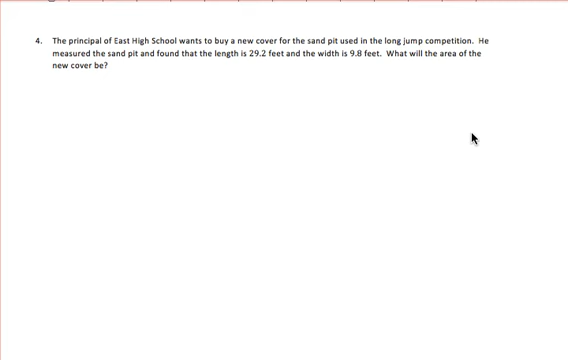 4. The principal of East High School wants to buy a new cover for the sand pit used in the long jump competition. He
measured the sand pit and found that the length is 29.2 feet and the width is 9.8 feet. What will the area of the
new cover be?